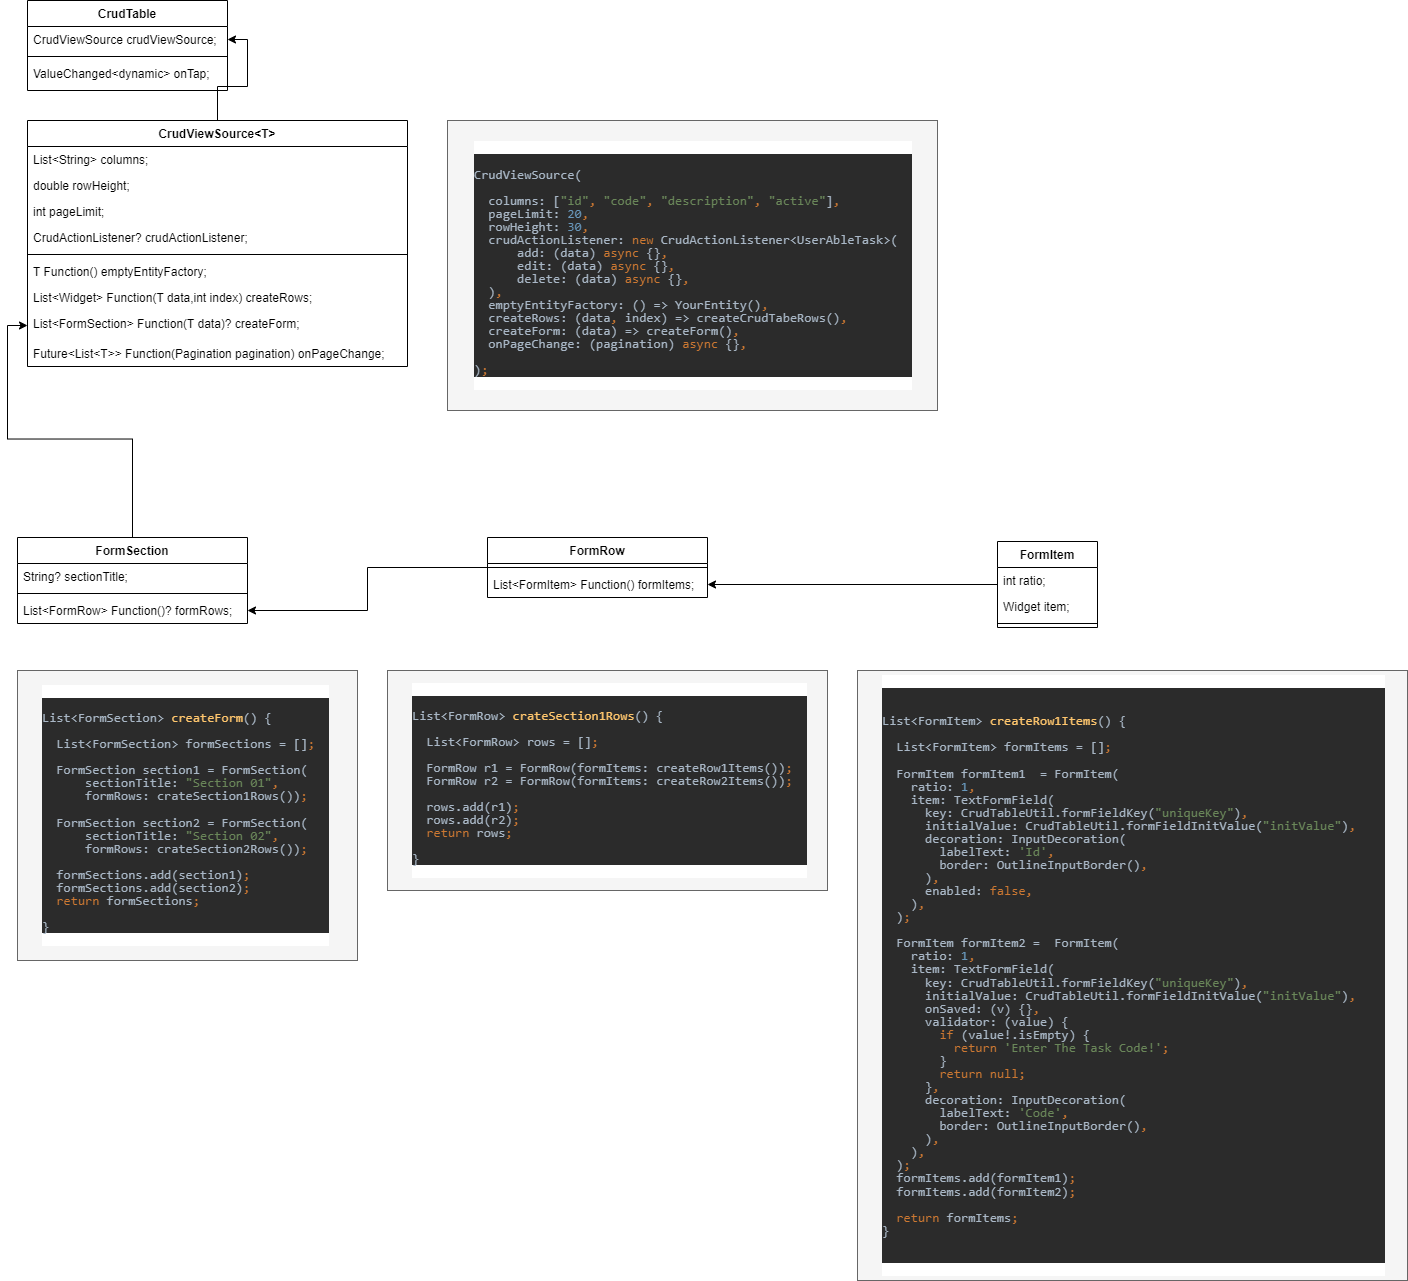 CrudTable
CrudViewSource crudViewSource;
ValueChanged<dynamic> onTap;
CrudViewSource<T>
List<String> columns;
double rowHeight;
int pageLimit;
CrudActionListener? crudActionListener;
T Function() emptyEntityFactory;
List<Widget> Function(T data,int index) createRows;
List<FormSection> Function(T data)? createForm;
Future<List<T>> Function(Pagination pagination) onPageChange;
CrudViewSource(
columns: ["id", "code", "description", "active"],
pageLimit: 20,
rowHeight: 30,
crudActionListener: new CrudActionListener<UserAbleTask>(
add: (data) async {},
edit: (data) async {},
delete: (data) async {},
),
emptyEntityFactory: () => YourEntity(),
createRows: (data, index) => createCrudTabeRows(),
createForm: (data) => createForm(),
onPageChange: (pagination) async {},
);
FormSection
String? sectionTitle;
List<FormRow> Function()? formRows;
FormRow
List<FormItem> Function() formItems;
FormItem
int ratio;
Widget item;
List<FormSection> createForm() {
List<FormSection> formSections = [];
FormSection section1 = FormSection(
sectionTitle: "Section 01",
formRows: crateSection1Rows());
FormSection section2 = FormSection(
sectionTitle: "Section 02",
formRows: crateSection2Rows());
formSections.add(section1);
formSections.add(section2);
return formSections;
}
List<FormRow> crateSection1Rows() {
List<FormRow> rows = [];
FormRow r1 = FormRow(formItems: createRow1Items());
FormRow r2 = FormRow(formItems: createRow2Items());
rows.add(r1);
rows.add(r2);
return rows;
}
List<FormItem> createRow1Items() {
List<FormItem> formItems = [];
FormItem formItem1  = FormItem(
ratio: 1,
item: TextFormField(
key: CrudTableUtil.formFieldKey("uniqueKey"),
initialValue: CrudTableUtil.formFieldInitValue("initValue"),
decoration: InputDecoration(
labelText: 'Id',
border: OutlineInputBorder(),
),
enabled: false,
),
);
FormItem formItem2 =  FormItem(
ratio: 1,
item: TextFormField(
key: CrudTableUtil.formFieldKey("uniqueKey"),
initialValue: CrudTableUtil.formFieldInitValue("initValue"),
onSaved: (v) {},
validator: (value) {
if (value!.isEmpty) {
return 'Enter The Task Code!';
}
return null;
},
decoration: InputDecoration(
labelText: 'Code',
border: OutlineInputBorder(),
),
),
);
formItems.add(formItem1);
formItems.add(formItem2);
return formItems;
}